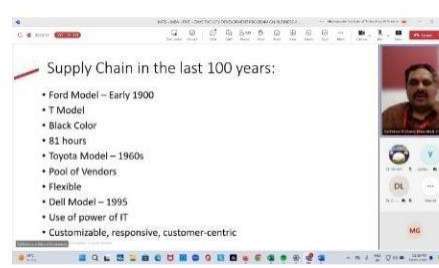 Supply Chain in the last 100 years:
• Ford Model – Early 1900
• T Model
• Black Color
• 81 hours
• Toyota Model – 1960s
• Pool of Vendors
• Flexible
• Dell Model – 1995
• Use of power of IT
• Customizable, responsive, customer-centric
Y
DL
MG